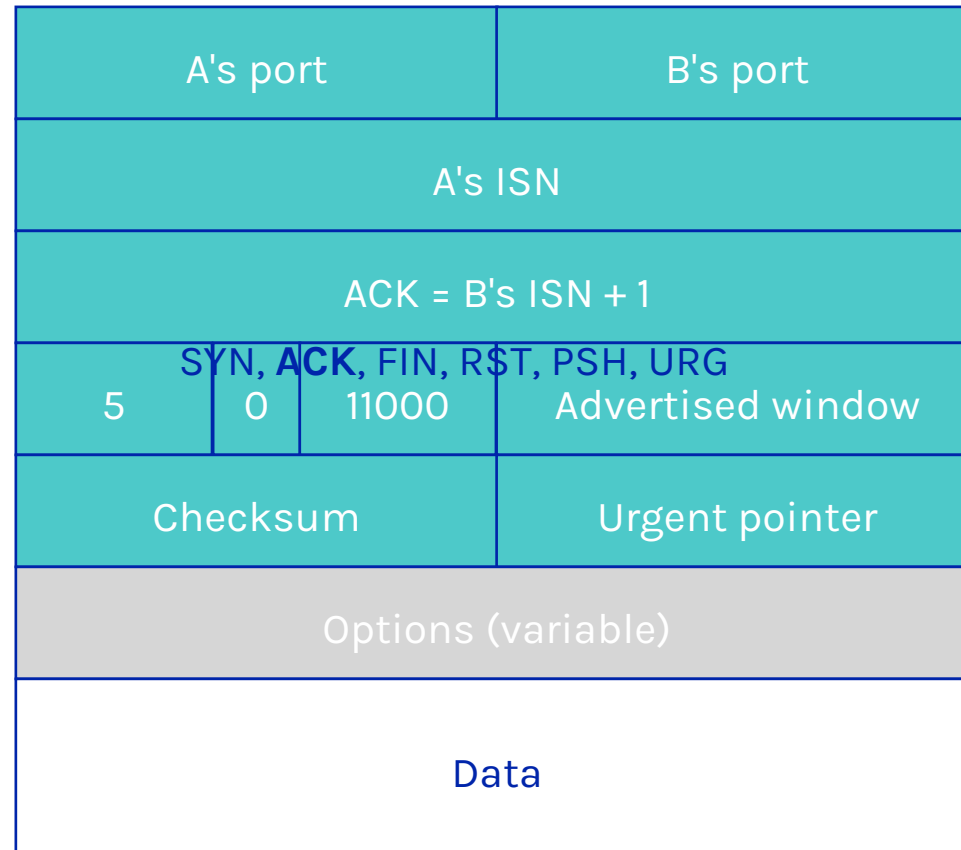 A's port B's port
A's ISN
ACK = B's ISN + 1
SYN, ACK, FIN, RST, PSH, URG
5 0 11000 Advertised window
Checksum Urgent pointer
Options (variable)
Data